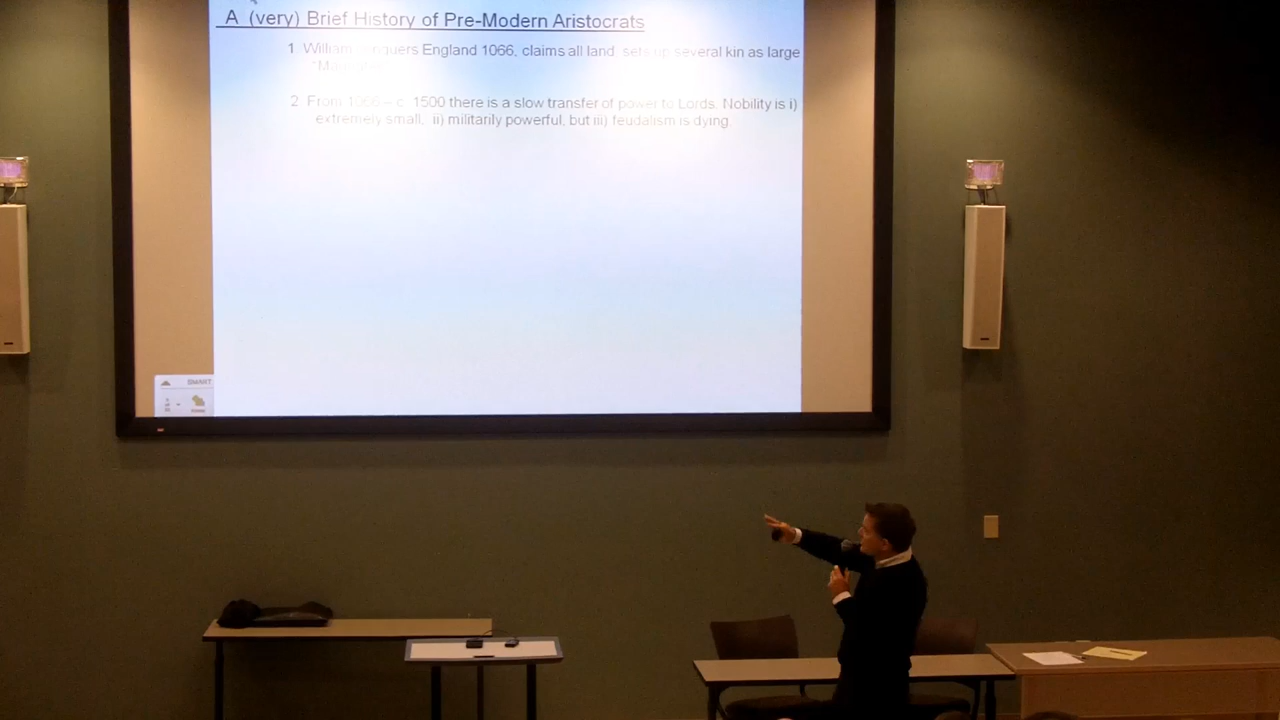 A (very) Brief History of Pre-Modern Aristocrats
1 William England 1066, claims all land, sets up several kin as large
2 From 1066 – c. 1500 there is a slow transfer of power to Lords. Nobility is i)
extremely small, ii) militarily powerful, but iii) feudalism is dying.
SMART